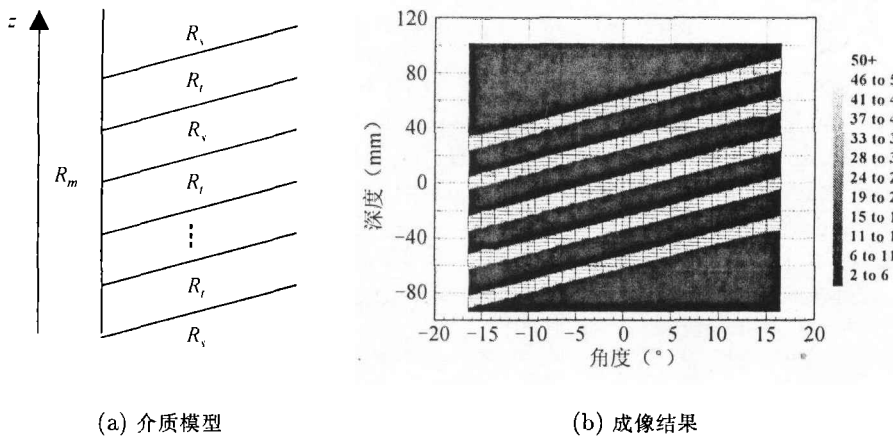 z
R_s
R_t
R_s
R_m
R_t
R_t
R_s
(a) 介质模型
120
80
40
0
−40
−80
深度（mm）
−20 −15 −10 −5 0 5 10 15 20
角度（°）
50+
46 to 5
41 to 4
37 to 4
33 to 3
28 to 3
24 to 2
19 to 2
15 to 1
11 to 1
6 to 11
2 to 6
(b) 成像结果